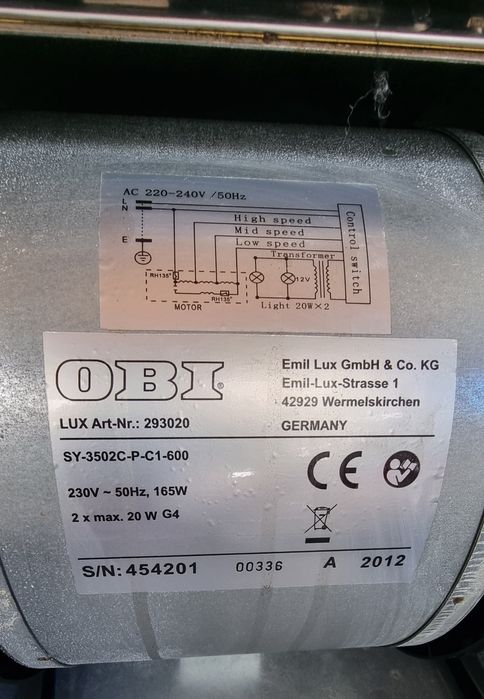 AC 220-240V /50Hz
L
N
High speed
Mid speed
Low speed
E
Transformer
Control switch
RH135°
12V
RH135°
MOTOR
Light 20W×2
OBI®
Emil Lux GmbH & Co. KG
Emil-Lux-Strasse 1
42929 Wermelskirchen
GERMANY
LUX Art-Nr.: 293020
SY-3502C-P-C1-600
230V ~ 50Hz, 165W
2 x max. 20 W G4
CE
S/N: 454201 00336 A 2012